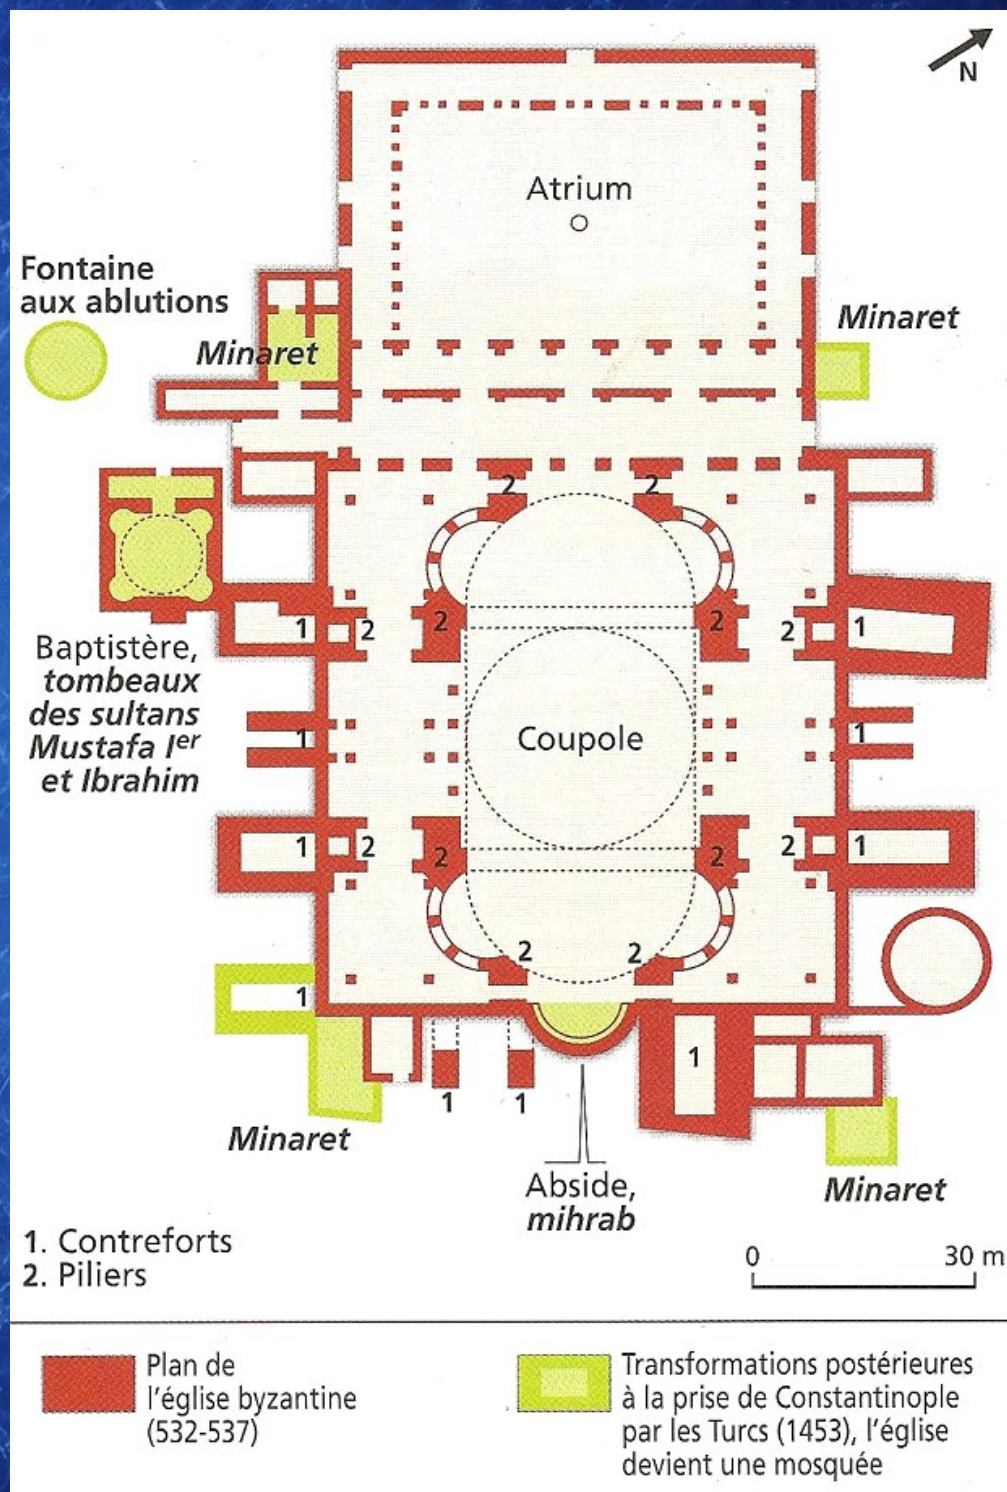 N
Atrium
Fontaine
aux ablutions
Minaret
Minaret
2 2
1 2 2 2 2 1
Baptistère,
tombeaux
des sultans
Mustafa Ier
et Ibrahim
1 Coupole 1
1 2 2 2 2 1
2 2
1
1
1 1
Minaret
Abside,
mihrab
Minaret
1. Contreforts
2. Piliers
0 30 m
Plan de
l'église byzantine
(532-537)
Transformations postérieures
à la prise de Constantinople
par les Turcs (1453), l'église
devient une mosquée